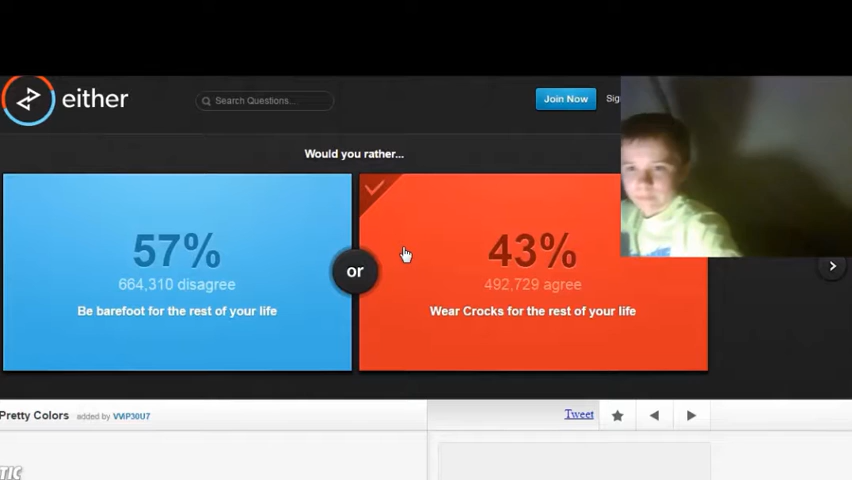 either
Search Questions...
Join Now
Sig
Would you rather...
57%
664,310 disagree
Be barefoot for the rest of your life
or
43%
492,729 agree
Wear Crocks for the rest of your life
Pretty Colors added by VViP30U7
Tweet
TIC